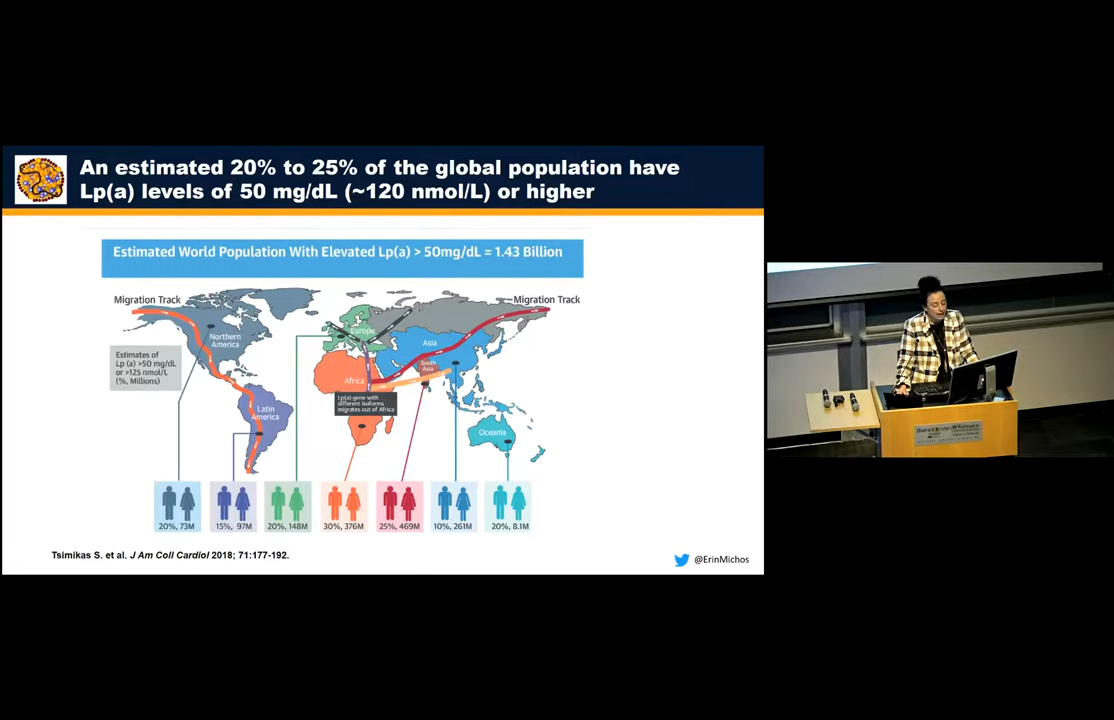 An estimated 20% to 25% of the global population have
Lp(a) levels of 50 mg/dL (~120 nmol/L) or higher
Estimated World Population With Elevated Lp(a) > 50mg/dL = 1.43 Billion
Migration Track
Migration Track
Northern
America
Europe
Asia
Estimates of
Lp (a) >50 mg/dL
or >125 nmol/L
(%, Millions)
South
Asia
Africa
Lp(a) gene with
different isoforms
migrates out of Africa
Latin
America
Oceania
20%, 73M
15%, 97M
20%, 148M
30%, 376M
25%, 469M
10%, 261M
20%, 8.1M
Tsimikas S. et al. J Am Coll Cardiol 2018; 71:177-192.
@ErinMichos